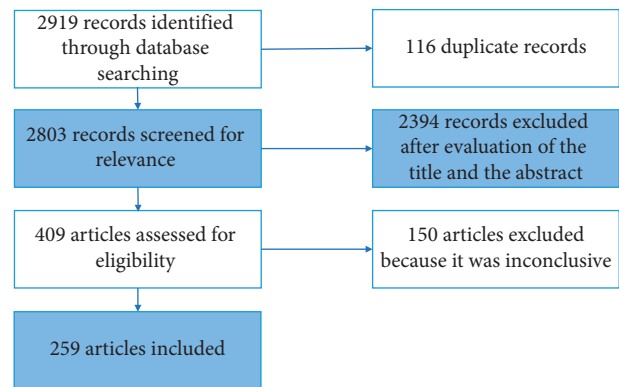 2919 records identified
through database
searching
116 duplicate records
2803 records screened for
relevance
2394 records excluded
after evaluation of the
title and the abstract
409 articles assessed for
eligibility
150 articles excluded
because it was inconclusive
259 articles included